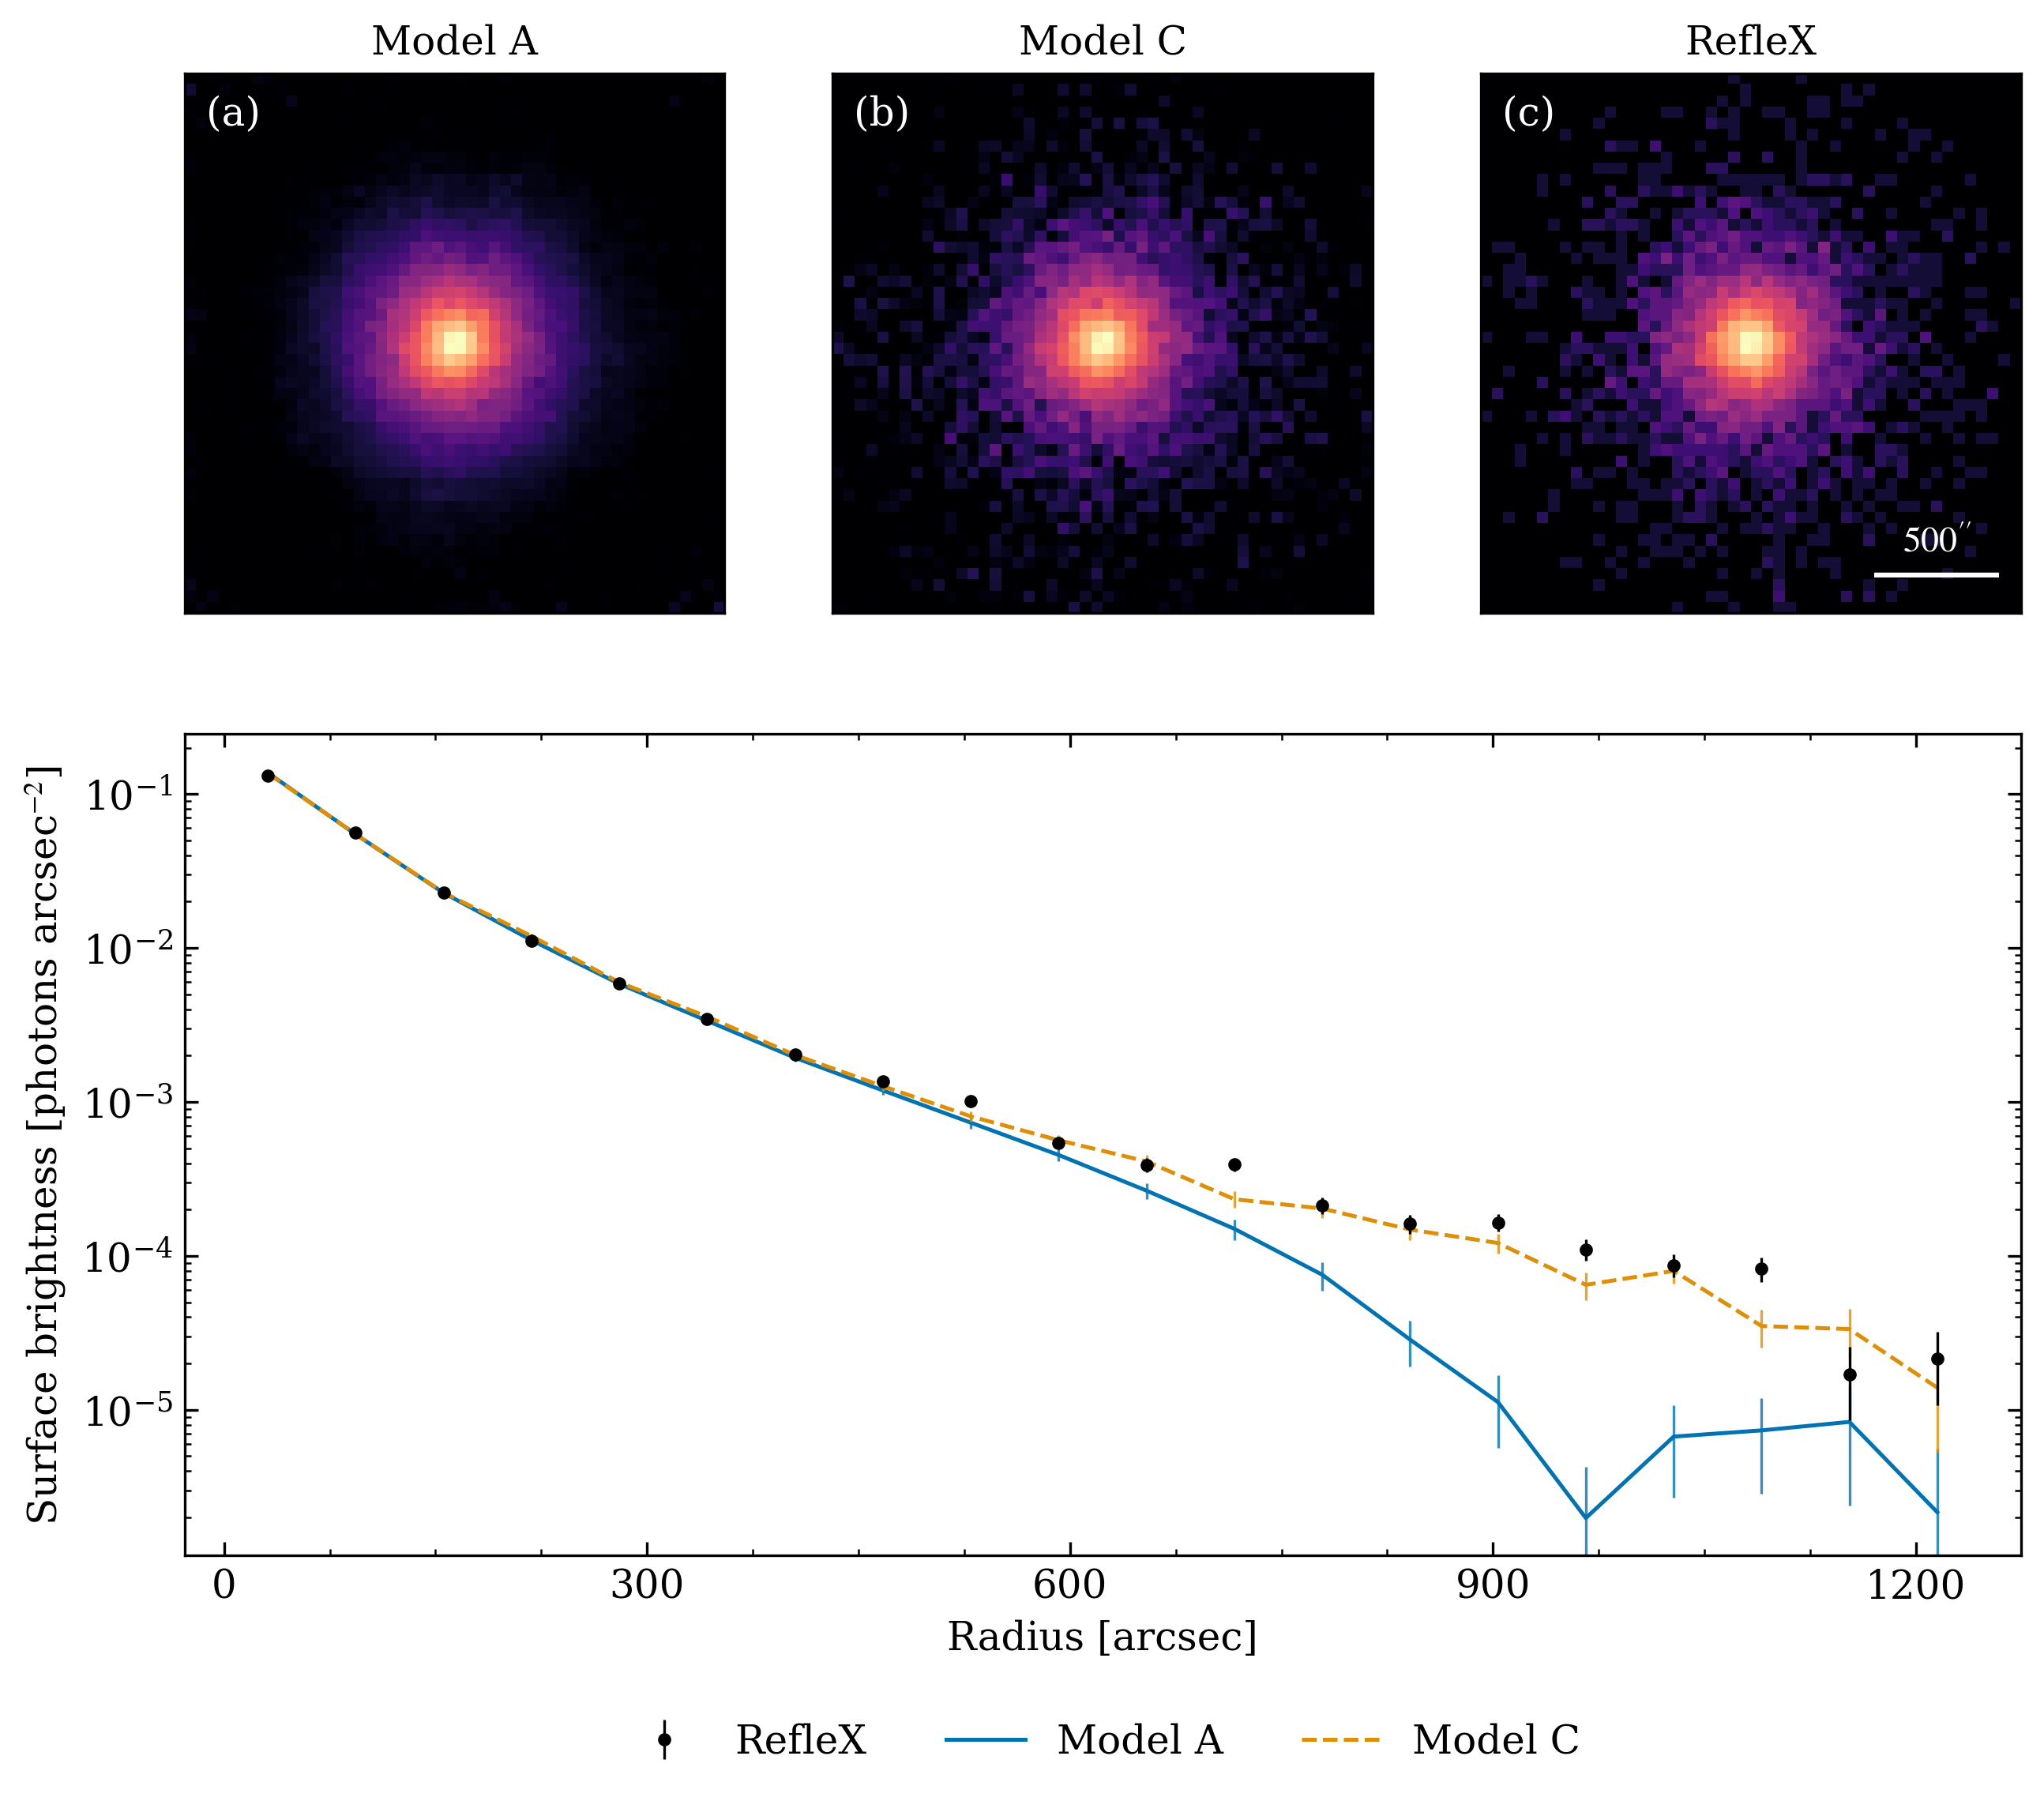 Model A
Model C
RefleX
(a)
(b)
(c)
500″
Surface brightness [photons arcsec⁻²]
10⁻¹
10⁻²
10⁻³
10⁻⁴
10⁻⁵
0
300
600
900
1200
Radius [arcsec]
RefleX
Model A
Model C